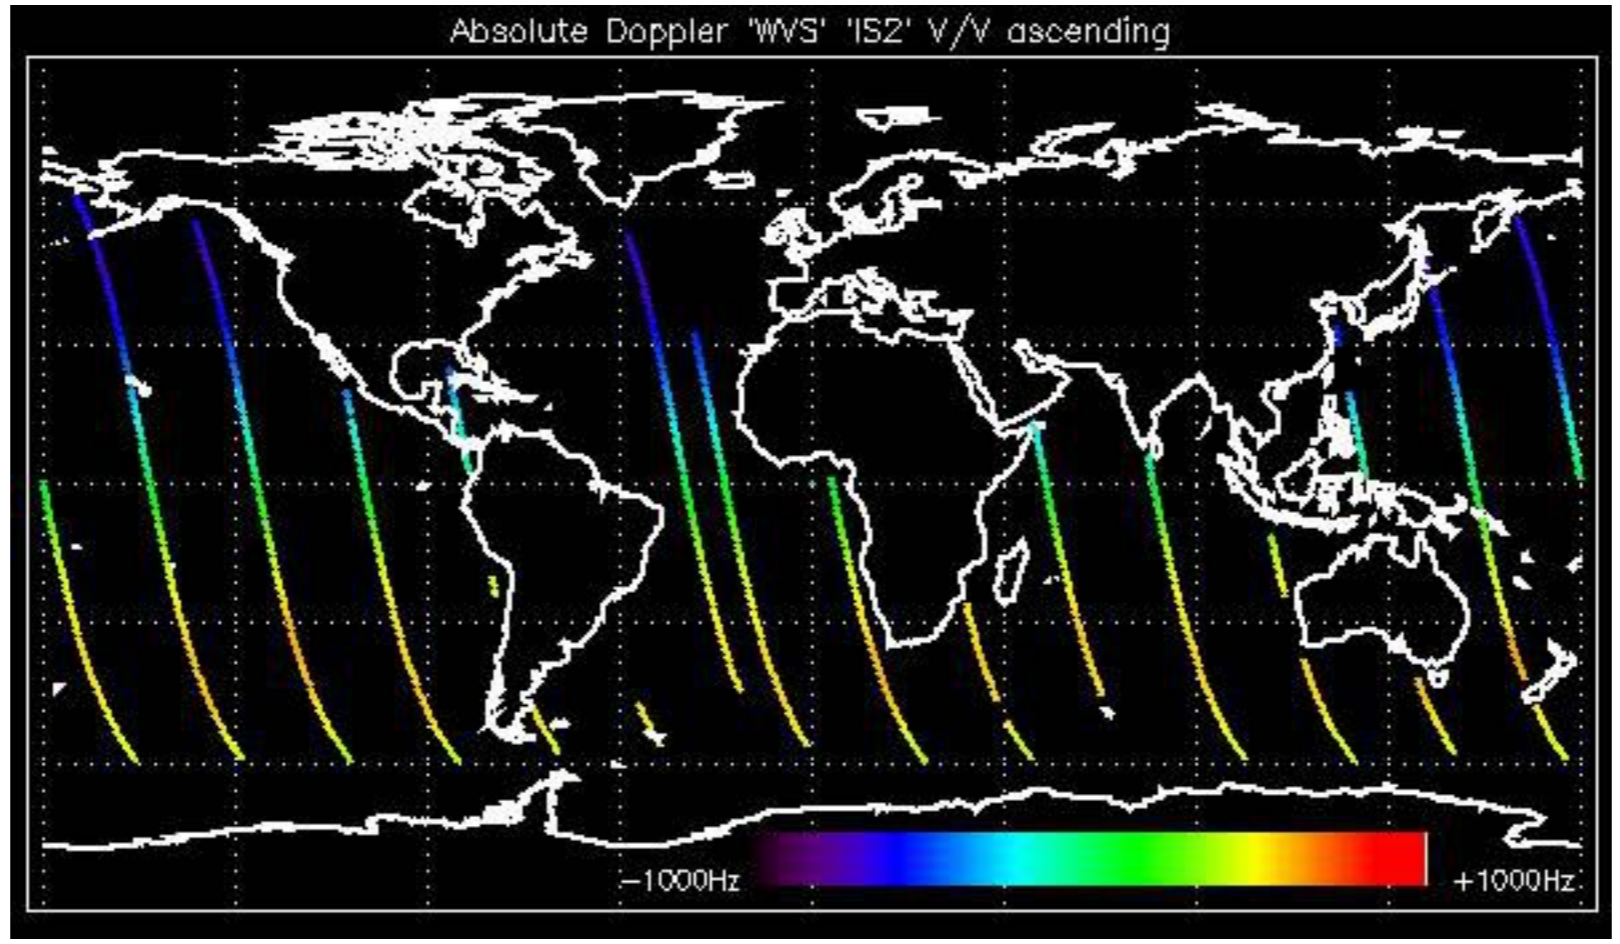 Absolute Doppler 'WVS' 'IS2' V/V ascending
−1000Hz +1000Hz